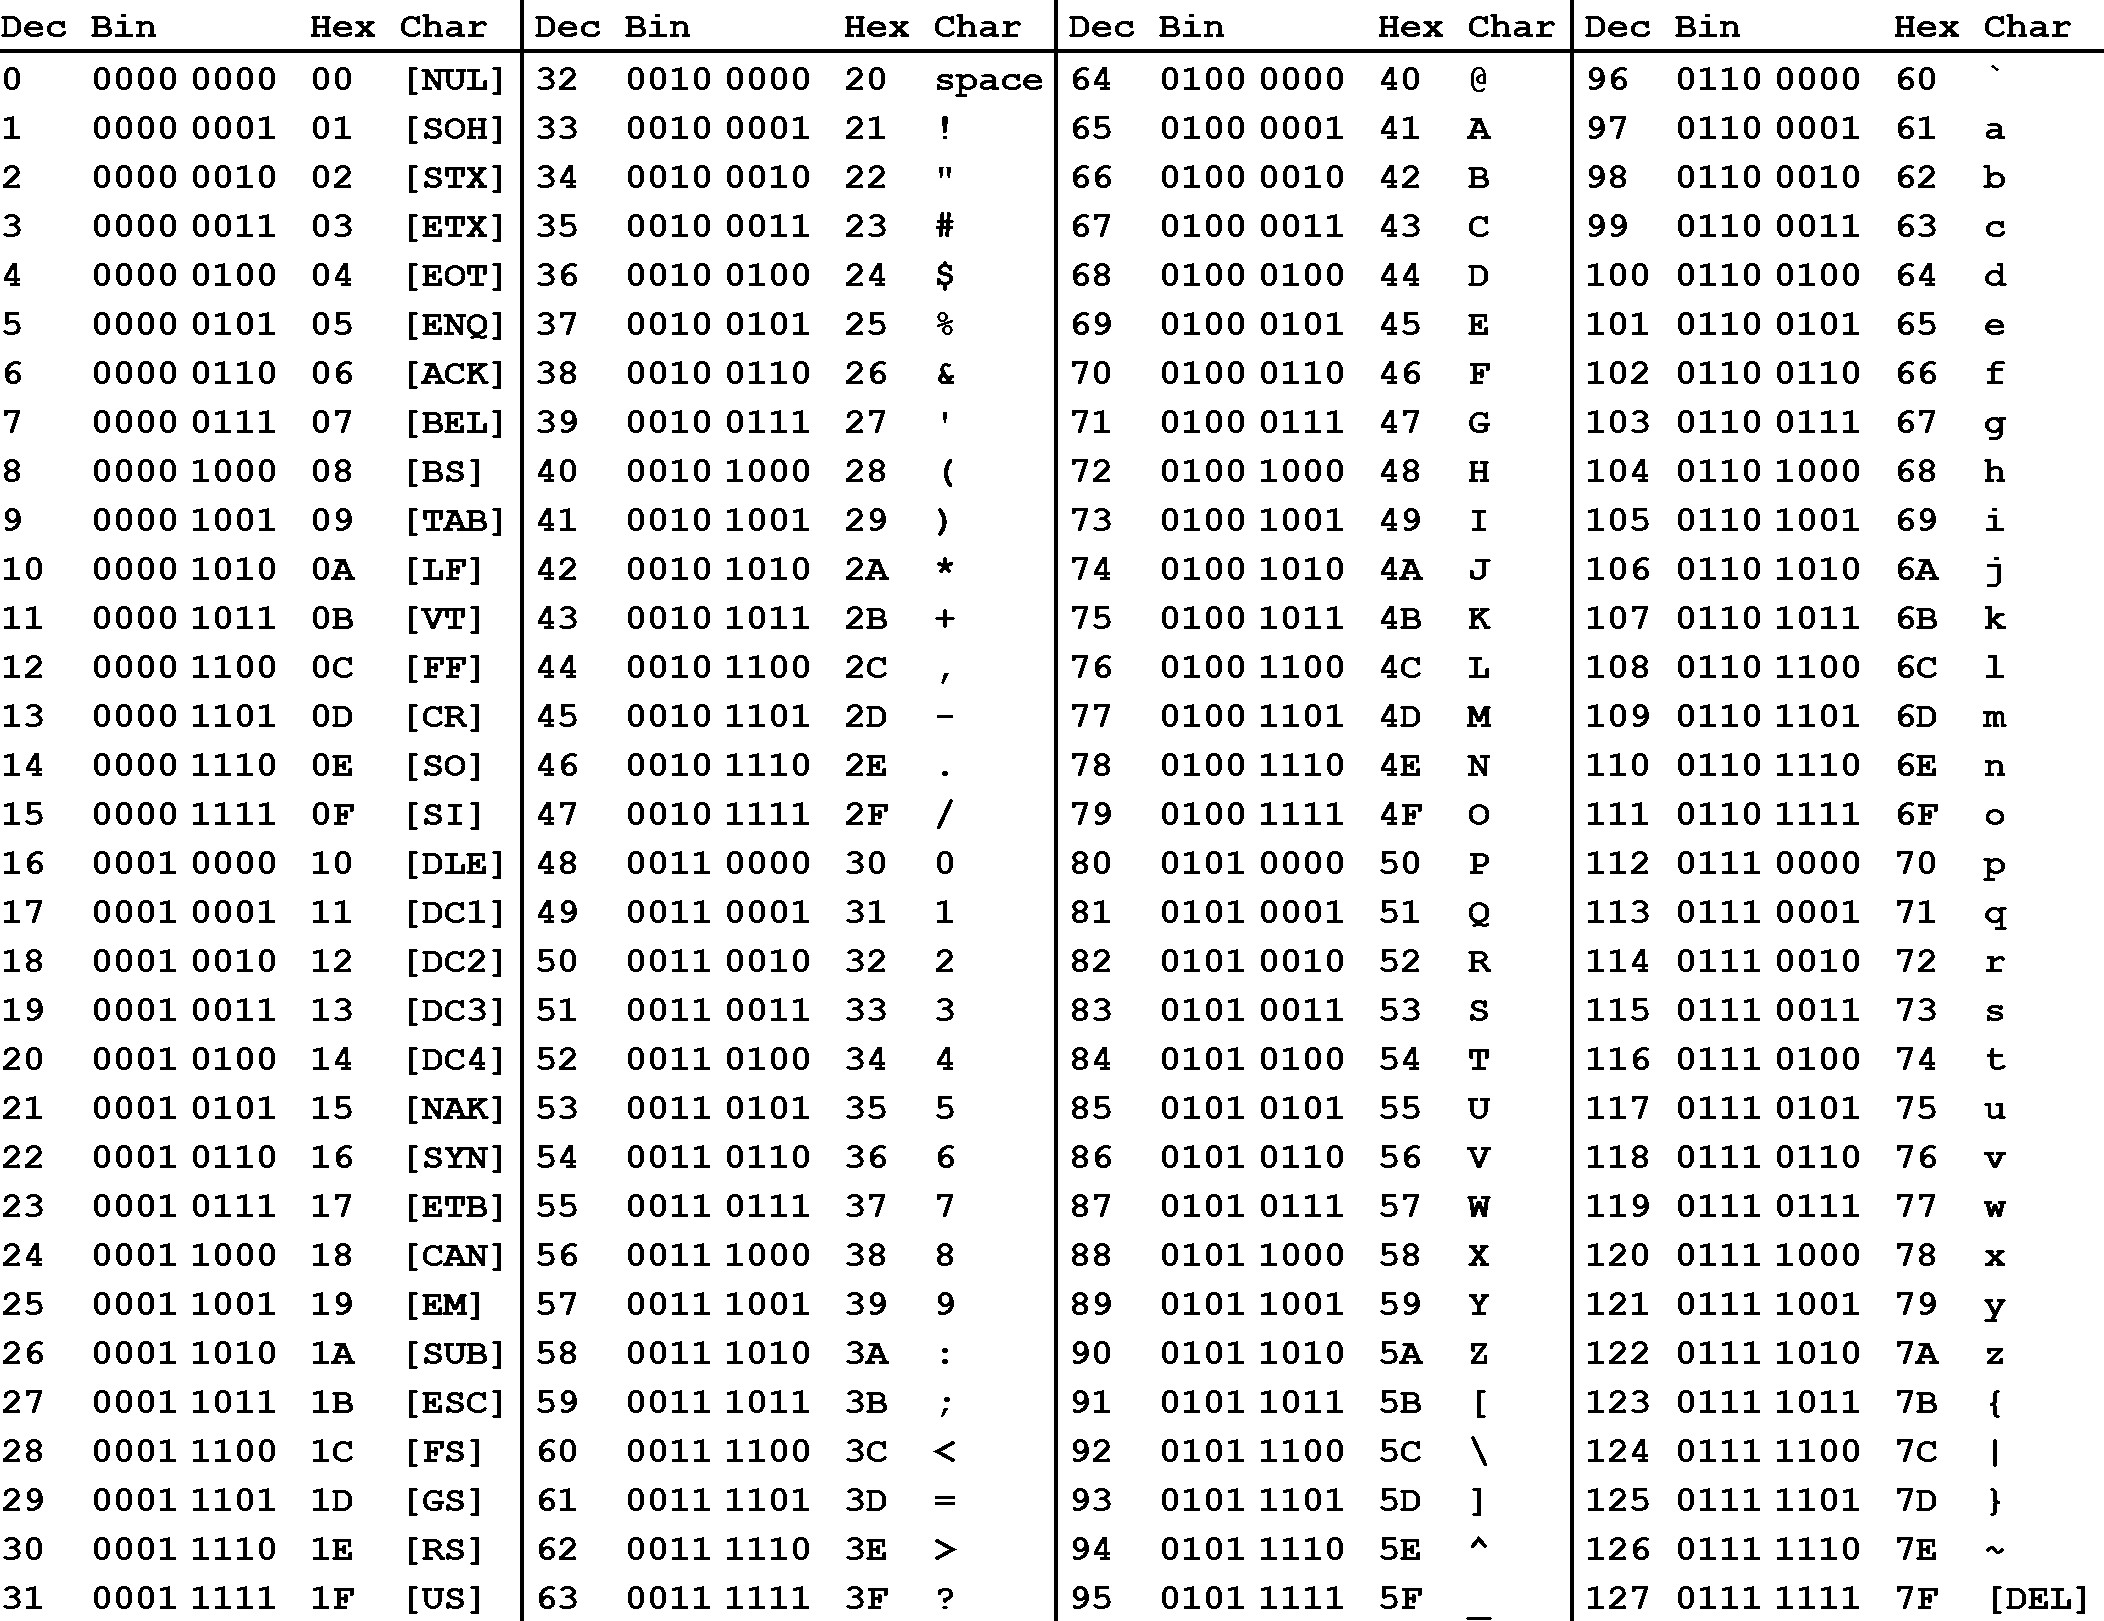 Dec Bin Hex Char Dec Bin Hex Char Dec Bin Hex Char Dec Bin Hex Char
0 0000 0000 00 [NUL] 32 0010 0000 20 space 64 0100 0000 40 @ 96 0110 0000 60 `
1 0000 0001 01 [SOH] 33 0010 0001 21 ! 65 0100 0001 41 A 97 0110 0001 61 a
2 0000 0010 02 [STX] 34 0010 0010 22 " 66 0100 0010 42 B 98 0110 0010 62 b
3 0000 0011 03 [ETX] 35 0010 0011 23 # 67 0100 0011 43 C 99 0110 0011 63 c
4 0000 0100 04 [EOT] 36 0010 0100 24 $ 68 0100 0100 44 D 100 0110 0100 64 d
5 0000 0101 05 [ENQ] 37 0010 0101 25 % 69 0100 0101 45 E 101 0110 0101 65 e
6 0000 0110 06 [ACK] 38 0010 0110 26 & 70 0100 0110 46 F 102 0110 0110 66 f
7 0000 0111 07 [BEL] 39 0010 0111 27 ' 71 0100 0111 47 G 103 0110 0111 67 g
8 0000 1000 08 [BS] 40 0010 1000 28 ( 72 0100 1000 48 H 104 0110 1000 68 h
9 0000 1001 09 [TAB] 41 0010 1001 29 ) 73 0100 1001 49 I 105 0110 1001 69 i
10 0000 1010 0A [LF] 42 0010 1010 2A * 74 0100 1010 4A J 106 0110 1010 6A j
11 0000 1011 0B [VT] 43 0010 1011 2B + 75 0100 1011 4B K 107 0110 1011 6B k
12 0000 1100 0C [FF] 44 0010 1100 2C , 76 0100 1100 4C L 108 0110 1100 6C l
13 0000 1101 0D [CR] 45 0010 1101 2D - 77 0100 1101 4D M 109 0110 1101 6D m
14 0000 1110 0E [SO] 46 0010 1110 2E . 78 0100 1110 4E N 110 0110 1110 6E n
15 0000 1111 0F [SI] 47 0010 1111 2F / 79 0100 1111 4F O 111 0110 1111 6F o
16 0001 0000 10 [DLE] 48 0011 0000 30 0 80 0101 0000 50 P 112 0111 0000 70 p
17 0001 0001 11 [DC1] 49 0011 0001 31 1 81 0101 0001 51 Q 113 0111 0001 71 q
18 0001 0010 12 [DC2] 50 0011 0010 32 2 82 0101 0010 52 R 114 0111 0010 72 r
19 0001 0011 13 [DC3] 51 0011 0011 33 3 83 0101 0011 53 S 115 0111 0011 73 s
20 0001 0100 14 [DC4] 52 0011 0100 34 4 84 0101 0100 54 T 116 0111 0100 74 t
21 0001 0101 15 [NAK] 53 0011 0101 35 5 85 0101 0101 55 U 117 0111 0101 75 u
22 0001 0110 16 [SYN] 54 0011 0110 36 6 86 0101 0110 56 V 118 0111 0110 76 v
23 0001 0111 17 [ETB] 55 0011 0111 37 7 87 0101 0111 57 W 119 0111 0111 77 w
24 0001 1000 18 [CAN] 56 0011 1000 38 8 88 0101 1000 58 X 120 0111 1000 78 x
25 0001 1001 19 [EM] 57 0011 1001 39 9 89 0101 1001 59 Y 121 0111 1001 79 y
26 0001 1010 1A [SUB] 58 0011 1010 3A : 90 0101 1010 5A Z 122 0111 1010 7A z
27 0001 1011 1B [ESC] 59 0011 1011 3B ; 91 0101 1011 5B [ 123 0111 1011 7B {
28 0001 1100 1C [FS] 60 0011 1100 3C < 92 0101 1100 5C \ 124 0111 1100 7C |
29 0001 1101 1D [GS] 61 0011 1101 3D = 93 0101 1101 5D ] 125 0111 1101 7D }
30 0001 1110 1E [RS] 62 0011 1110 3E > 94 0101 1110 5E ^ 126 0111 1110 7E ~
31 0001 1111 1F [US] 63 0011 1111 3F ? 95 0101 1111 5F _ 127 0111 1111 7F [DEL]